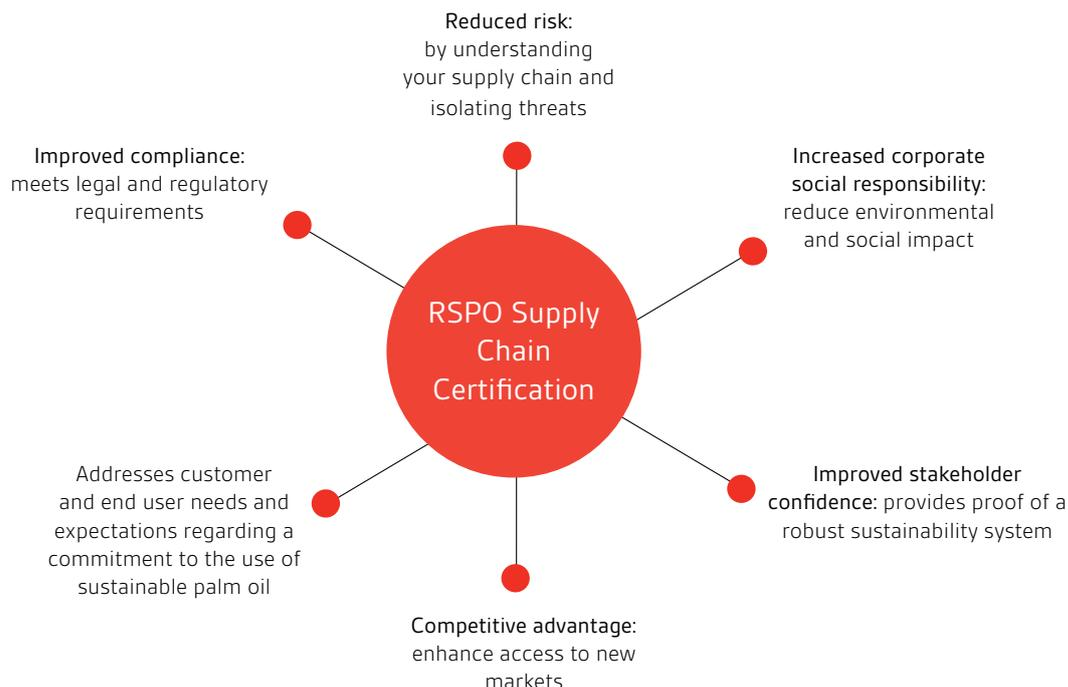 Reduced risk:
by understanding
your supply chain and
isolating threats
Improved compliance:
meets legal and regulatory
requirements
Increased corporate
social responsibility:
reduce environmental
and social impact
RSPO Supply
Chain
Certification
Addresses customer
and end user needs and
expectations regarding a
commitment to the use of
sustainable palm oil
Improved stakeholder
confidence: provides proof of a
robust sustainability system
Competitive advantage:
enhance access to new
markets